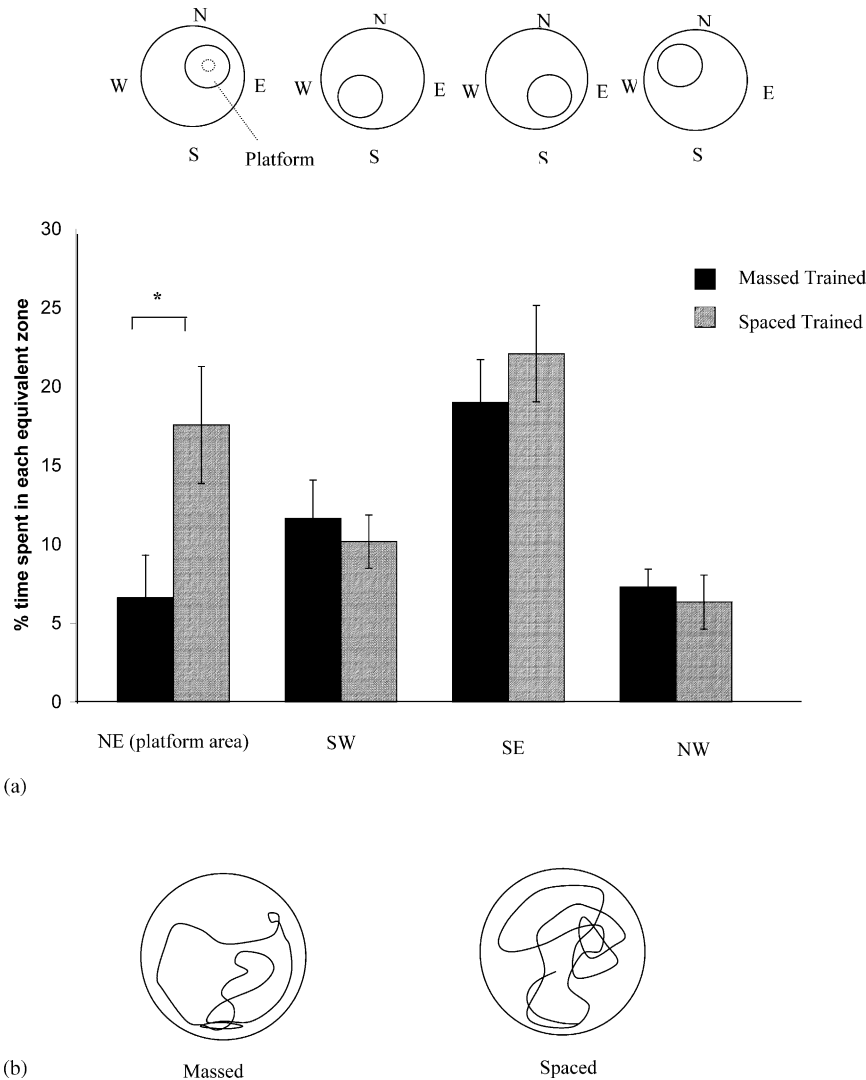 N N N N
W E W E W E W E
S Platform S S S
30
25
20
15
10
5
0
% time spent in each equivalent zone
*
Massed Trained
Spaced Trained
NE (platform area) SW SE NW
(a)
(b) Massed Spaced